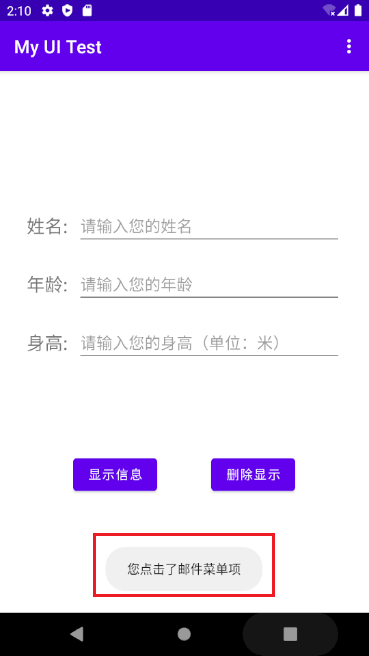 2:10
My UI Test
姓名: 请输入您的姓名
年龄: 请输入您的年龄
身高: 请输入您的身高（单位：米）
显示信息 删除显示
您点击了邮件菜单项